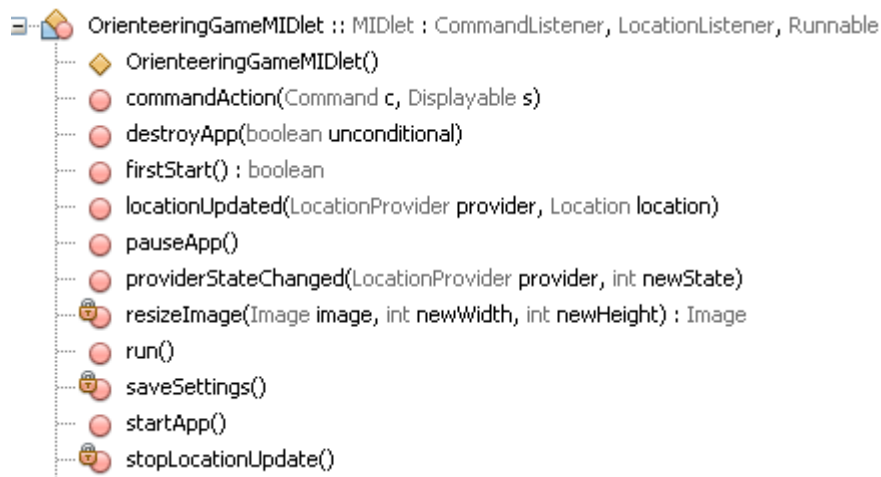 OrienteeringGameMIDlet :: MIDlet : CommandListener, LocationListener, Runnable
OrienteeringGameMIDlet()
commandAction(Command c, Displayable s)
destroyApp(boolean unconditional)
firstStart() : boolean
locationUpdated(LocationProvider provider, Location location)
pauseApp()
providerStateChanged(LocationProvider provider, int newState)
resizeImage(Image image, int newWidth, int newHeight) : Image
run()
saveSettings()
startApp()
stopLocationUpdate()